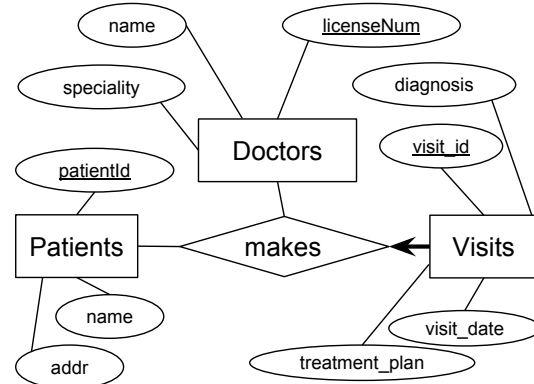 name
licenseNum
speciality
diagnosis
Doctors
visit_id
patientId
Patients
makes
Visits
name
visit_date
addr
treatment_plan